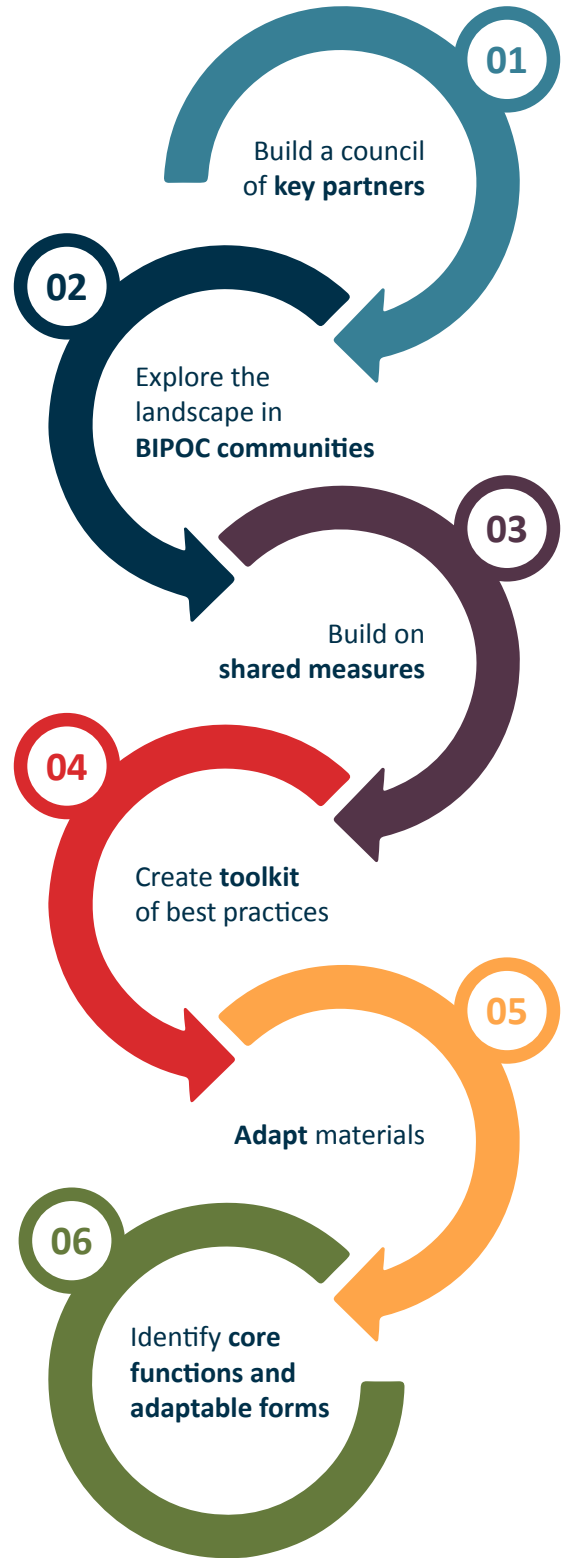 01
Build a council
of key partners
02
Explore the
landscape in
BIPOC communities
03
Build on
shared measures
04
Create toolkit
of best practices
05
Adapt materials
06
Identify core
functions and
adaptable forms